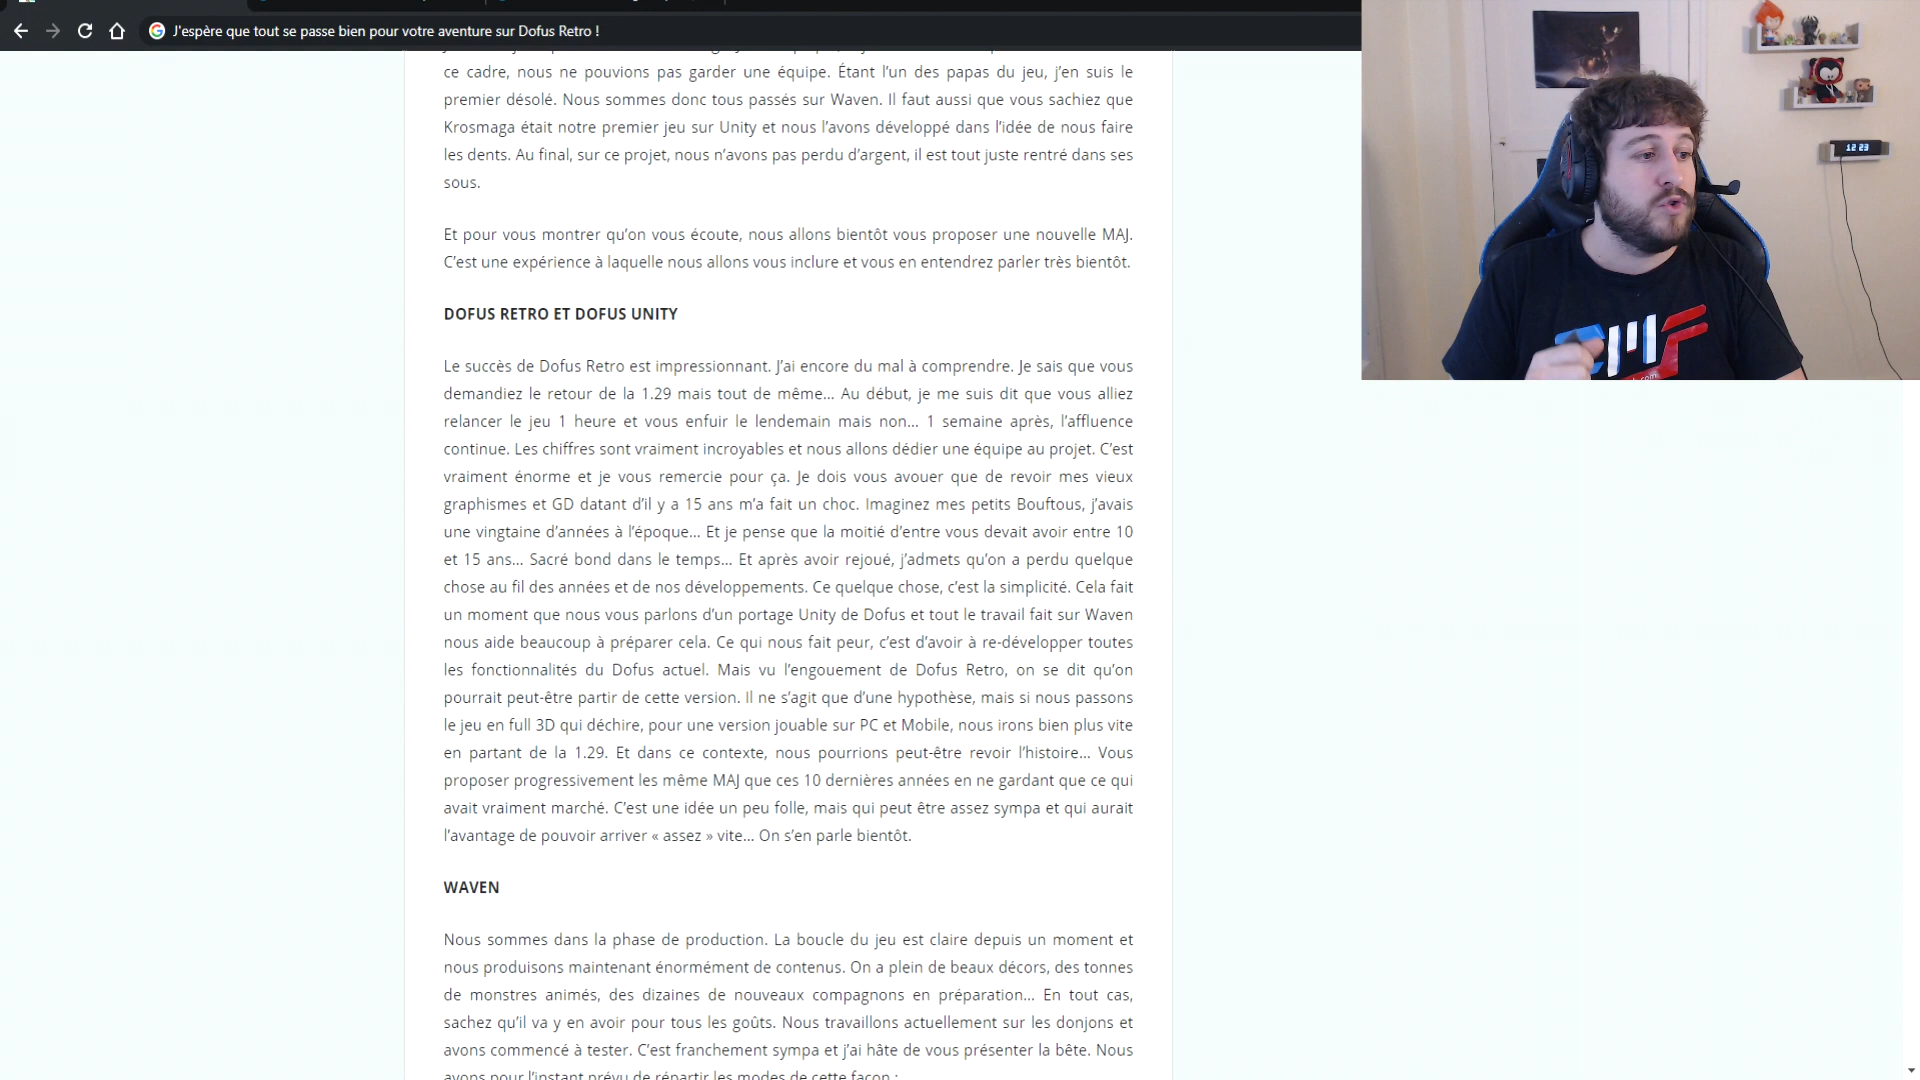 J'espère que tout se passe bien pour votre aventure sur Dofus Retro !
ce cadre, nous ne pouvions pas garder une équipe. Étant l’un des papas du jeu, j’en suis le
premier désolé. Nous sommes donc tous passés sur Waven. Il faut aussi que vous sachiez que
Krosmaga était notre premier jeu sur Unity et nous l’avons développé dans l’idée de nous faire
les dents. Au final, sur ce projet, nous n’avons pas perdu d’argent, il est tout juste rentré dans ses
sous.
Et pour vous montrer qu’on vous écoute, nous allons bientôt vous proposer une nouvelle MAJ.
C’est une expérience à laquelle nous allons vous inclure et vous en entendrez parler très bientôt.
DOFUS RETRO ET DOFUS UNITY
Le succès de Dofus Retro est impressionnant. J’ai encore du mal à comprendre. Je sais que vous
demandiez le retour de la 1.29 mais tout de même… Au début, je me suis dit que vous alliez
relancer le jeu 1 heure et vous enfuir le lendemain mais non… 1 semaine après, l’affluence
continue. Les chiffres sont vraiment incroyables et nous allons dédier une équipe au projet. C’est
vraiment énorme et je vous remercie pour ça. Je dois vous avouer que de revoir mes vieux
graphismes et GD datant d’il y a 15 ans m’a fait un choc. Imaginez mes petits Bouftous, j’avais
une vingtaine d’années à l’époque… Et je pense que la moitié d’entre vous devait avoir entre 10
et 15 ans… Sacré bond dans le temps… Et après avoir rejoué, j’admets qu’on a perdu quelque
chose au fil des années et de nos développements. Ce quelque chose, c’est la simplicité. Cela fait
un moment que nous vous parlons d’un portage Unity de Dofus et tout le travail fait sur Waven
nous aide beaucoup à préparer cela. Ce qui nous fait peur, c’est d’avoir à re-développer toutes
les fonctionnalités du Dofus actuel. Mais vu l’engouement de Dofus Retro, on se dit qu’on
pourrait peut-être partir de cette version. Il ne s’agit que d’une hypothèse, mais si nous passons
le jeu en full 3D qui déchire, pour une version jouable sur PC et Mobile, nous irons bien plus vite
en partant de la 1.29. Et dans ce contexte, nous pourrions peut-être revoir l’histoire… Vous
proposer progressivement les même MAJ que ces 10 dernières années en ne gardant que ce qui
avait vraiment marché. C’est une idée un peu folle, mais qui peut être assez sympa et qui aurait
l’avantage de pouvoir arriver « assez » vite… On s’en parle bientôt.
WAVEN
Nous sommes dans la phase de production. La boucle du jeu est claire depuis un moment et
nous produisons maintenant énormément de contenus. On a plein de beaux décors, des tonnes
de monstres animés, des dizaines de nouveaux compagnons en préparation… En tout cas,
sachez qu’il va y en avoir pour tous les goûts. Nous travaillons actuellement sur les donjons et
avons commencé à tester. C’est franchement sympa et j’ai hâte de vous présenter la bête. Nous
avons pour l’instant prévu de répartir les modes de cette façon :
12 23